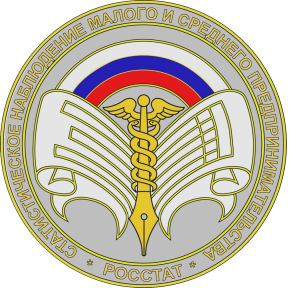 СТАТИСТИЧЕСКОЕ НАБЛЮДЕНИЕ МАЛОГО И СРЕДНЕГО ПРЕДПРИНИМАТЕЛЬСТВА
* РОССТАТ *